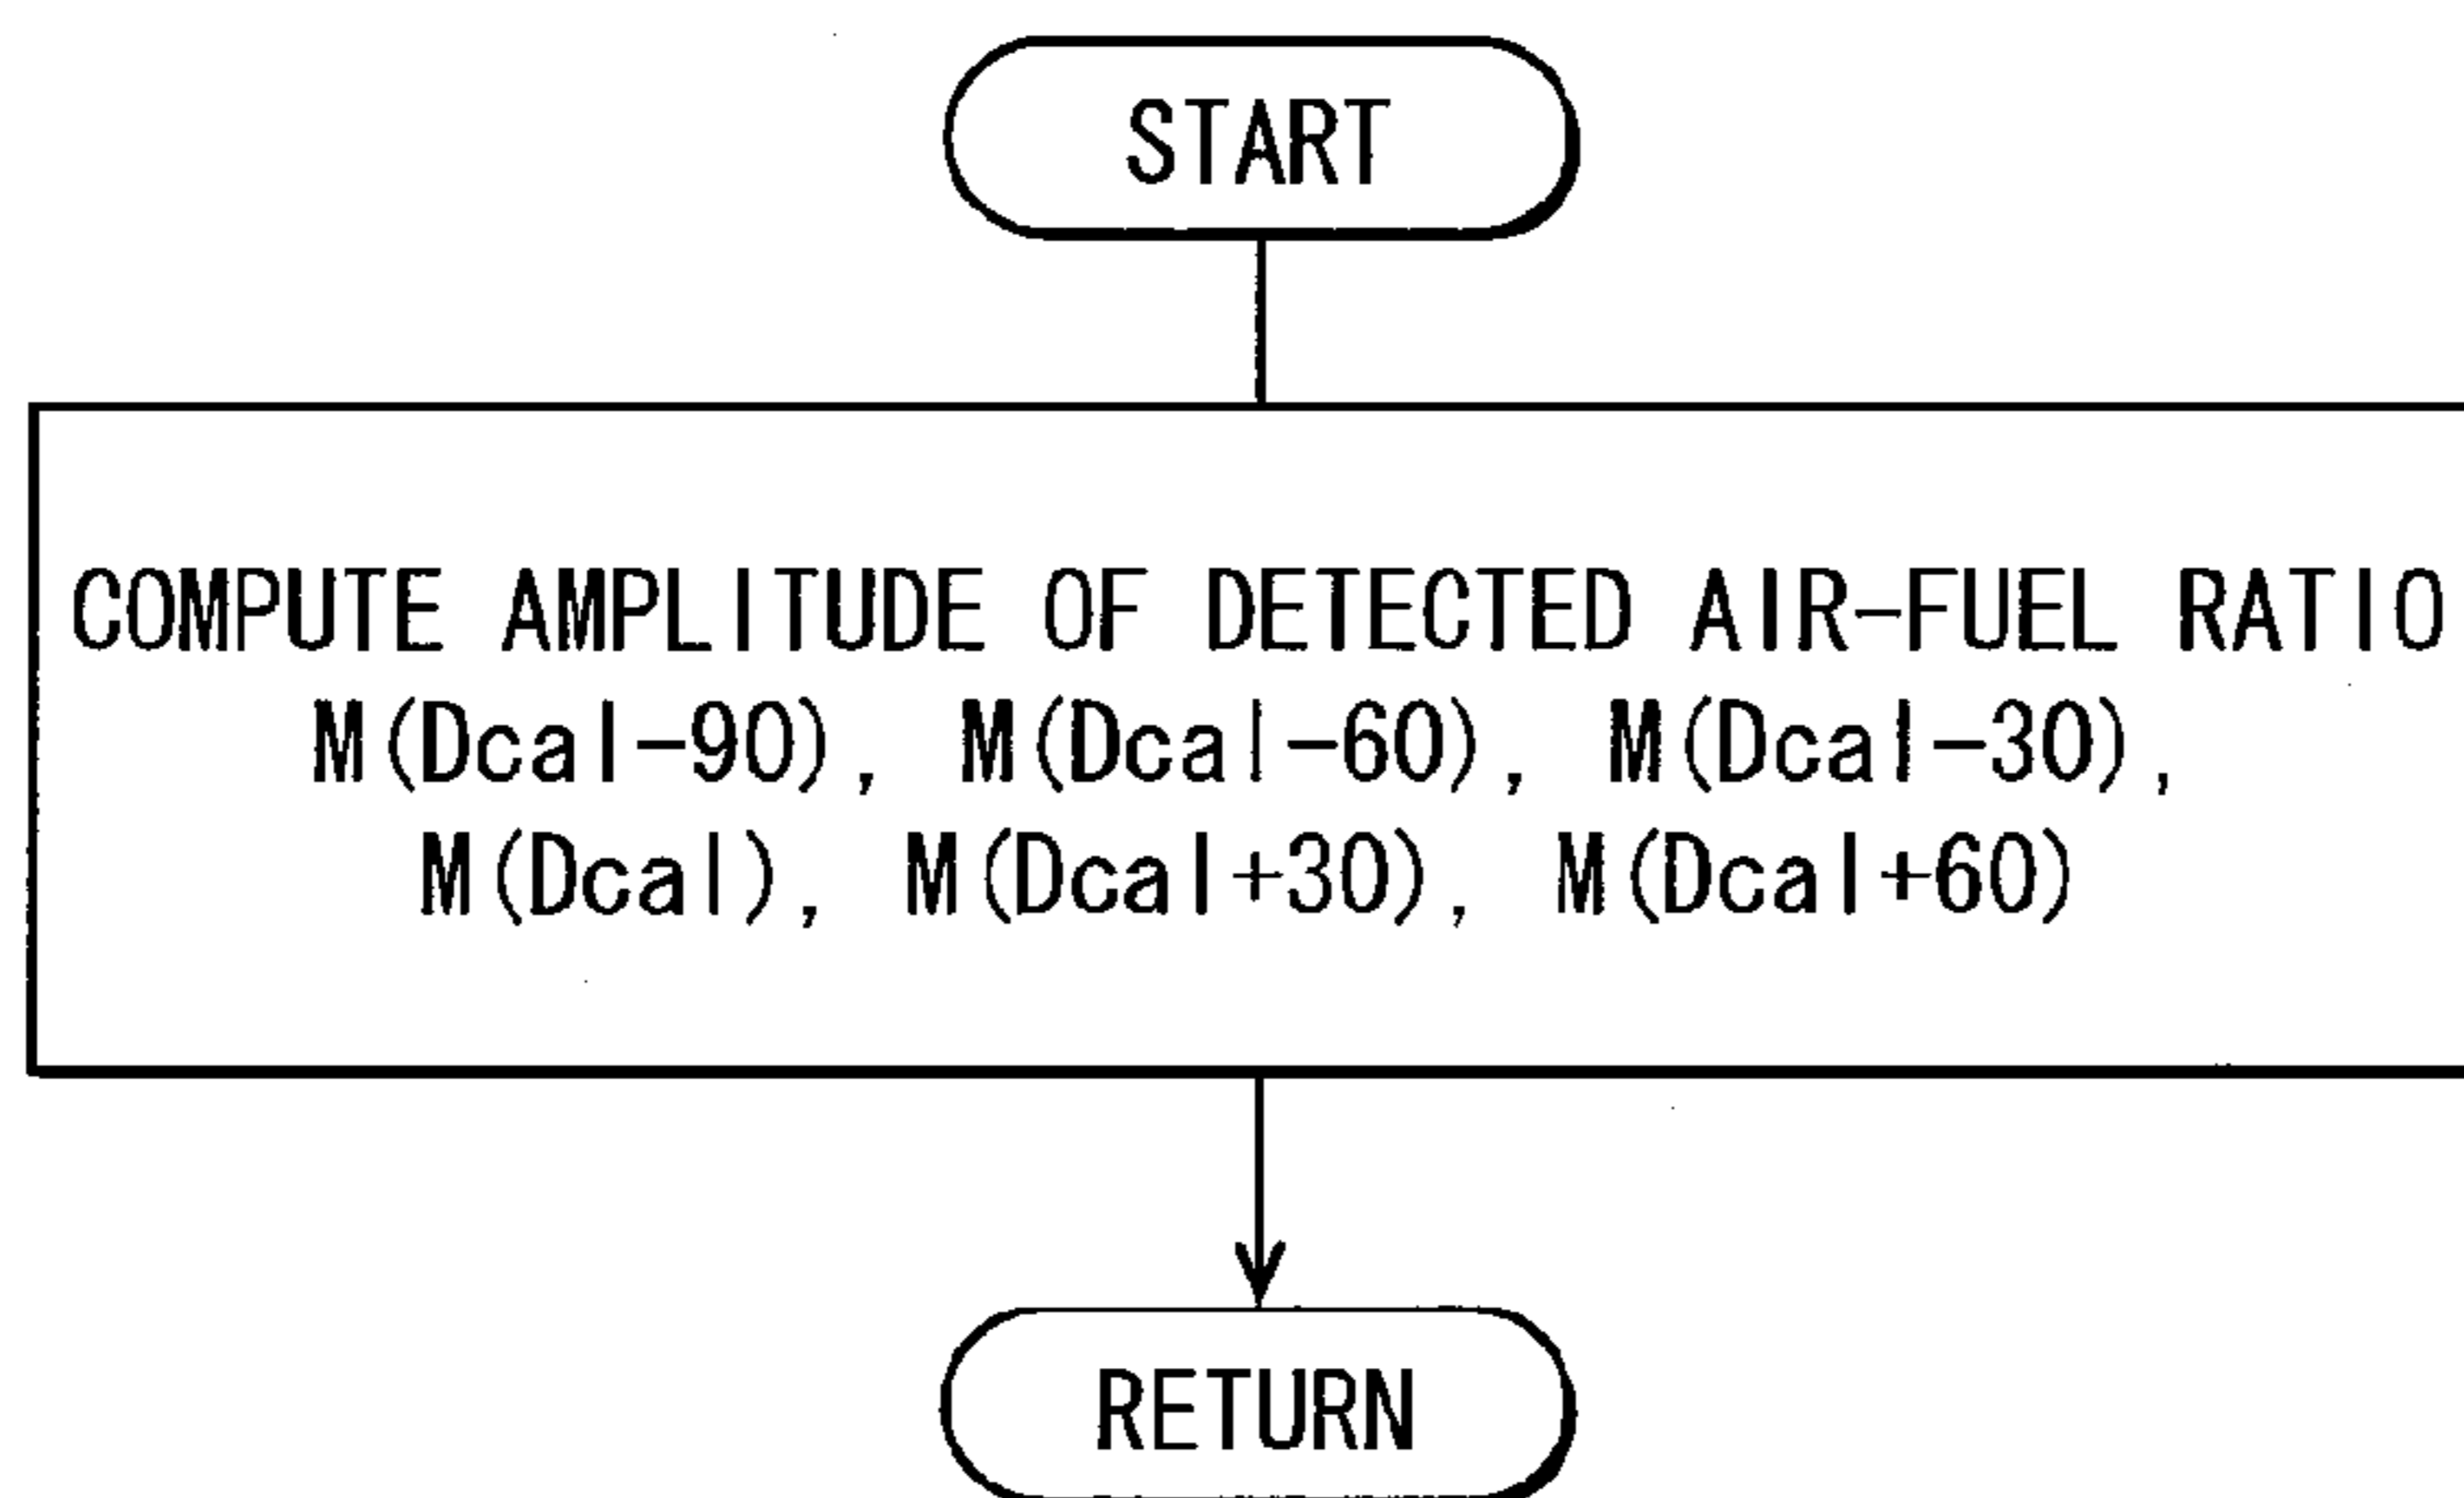 START
COMPUTE AMPLITUDE OF DETECTED AIR-FUEL RATIO
M(Dcal-90), M(Dcal-60), M(Dcal-30),
M(Dcal), M(Dcal+30), M(Dcal+60)
RETURN